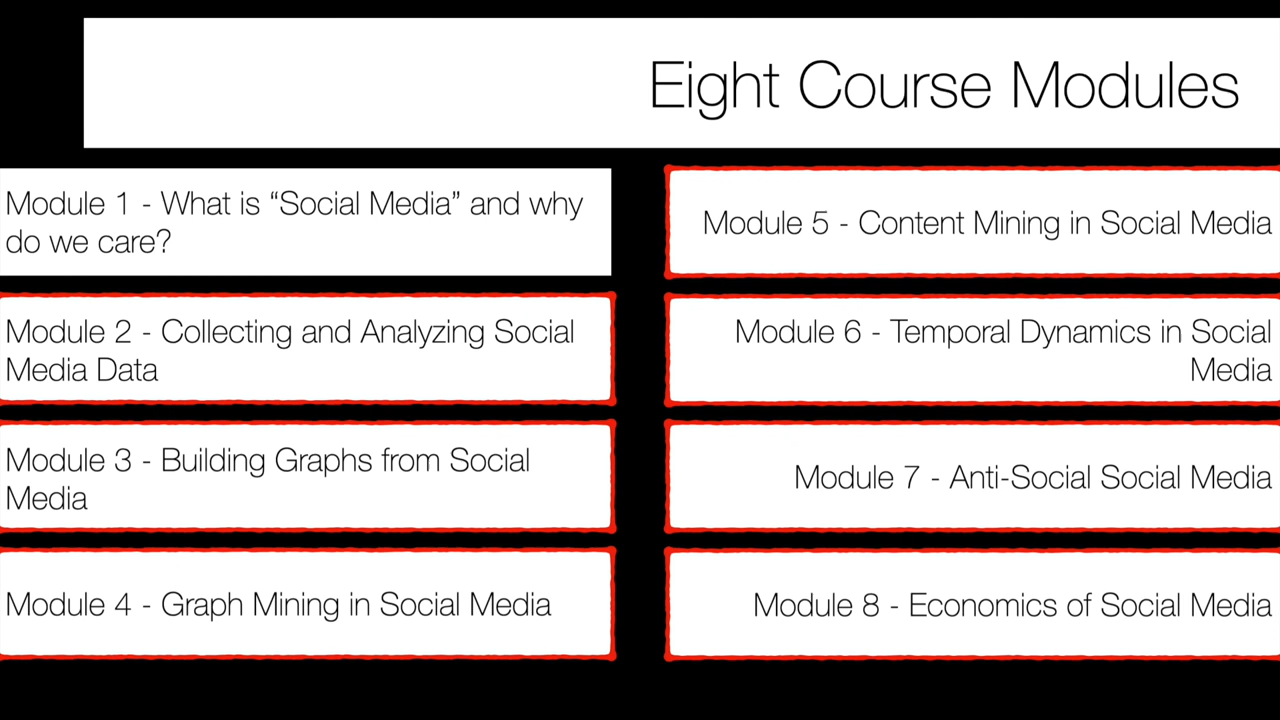 Eight Course Modules
Module 1 - What is “Social Media” and why
do we care?
Module 2 - Collecting and Analyzing Social
Media Data
Module 3 - Building Graphs from Social
Media
Module 4 - Graph Mining in Social Media
Module 5 - Content Mining in Social Media
Module 6 - Temporal Dynamics in Social
Media
Module 7 - Anti-Social Social Media
Module 8 - Economics of Social Media